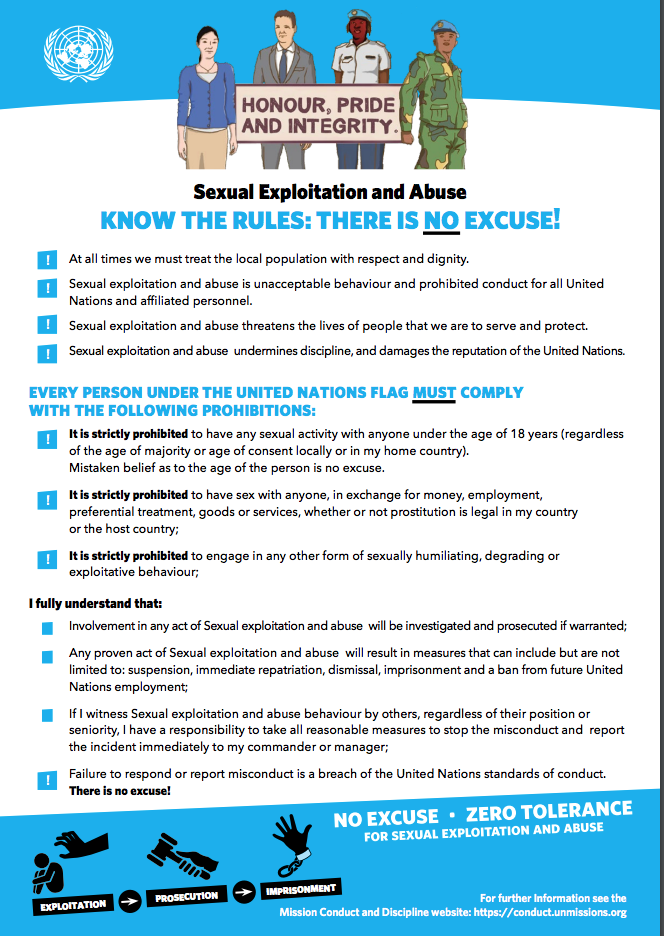 HONOUR, PRIDE
AND INTEGRITY.
Sexual Exploitation and Abuse
KNOW THE RULES: THERE IS NO EXCUSE!
! At all times we must treat the local population with respect and dignity.
! Sexual exploitation and abuse is unacceptable behaviour and prohibited conduct for all United
Nations and affiliated personnel.
! Sexual exploitation and abuse threatens the lives of people that we are to serve and protect.
! Sexual exploitation and abuse undermines discipline, and damages the reputation of the United Nations.
EVERY PERSON UNDER THE UNITED NATIONS FLAG MUST COMPLY
WITH THE FOLLOWING PROHIBITIONS:
! It is strictly prohibited to have any sexual activity with anyone under the age of 18 years (regardless
of the age of majority or age of consent locally or in my home country).
Mistaken belief as to the age of the person is no excuse.
! It is strictly prohibited to have sex with anyone, in exchange for money, employment,
preferential treatment, goods or services, whether or not prostitution is legal in my country
or the host country;
! It is strictly prohibited to engage in any other form of sexually humiliating, degrading or
exploitative behaviour;
I fully understand that:
Involvement in any act of Sexual exploitation and abuse will be investigated and prosecuted if warranted;
Any proven act of Sexual exploitation and abuse will result in measures that can include but are not
limited to: suspension, immediate repatriation, dismissal, imprisonment and a ban from future United
Nations employment;
If I witness Sexual exploitation and abuse behaviour by others, regardless of their position or
seniority, I have a responsibility to take all reasonable measures to stop the misconduct and report
the incident immediately to my commander or manager;
! Failure to respond or report misconduct is a breach of the United Nations standards of conduct.
There is no excuse!
NO EXCUSE • ZERO TOLERANCE
FOR SEXUAL EXPLOITATION AND ABUSE
EXPLOITATION PROSECUTION IMPRISONMENT
For further Information see the
Mission Conduct and Discipline website: https://conduct.unmissions.org